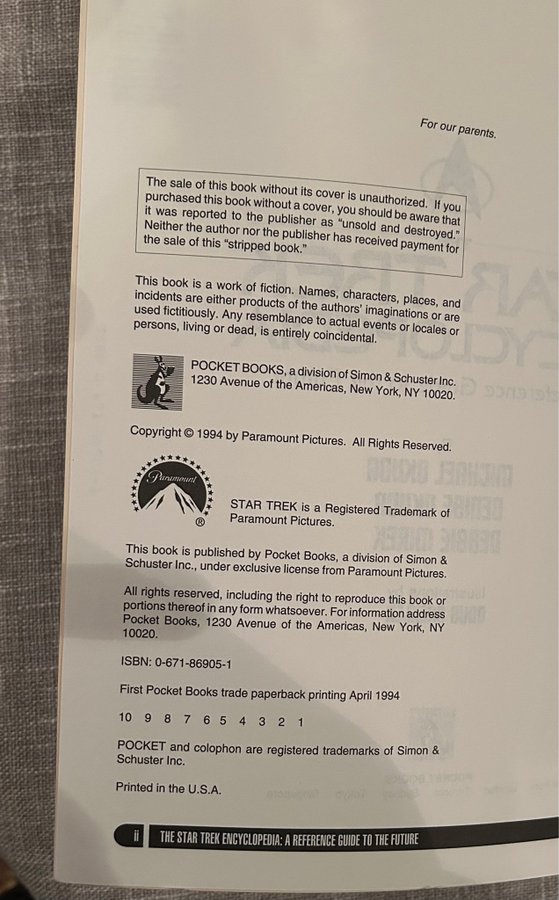 For our parents.
The sale of this book without its cover is unauthorized. If you
purchased this book without a cover, you should be aware that
it was reported to the publisher as “unsold and destroyed.”
Neither the author nor the publisher has received payment for
the sale of this “stripped book.”
This book is a work of fiction. Names, characters, places, and
incidents are either products of the authors' imaginations or are
used fictitiously. Any resemblance to actual events or locales or
persons, living or dead, is entirely coincidental.
POCKET BOOKS, a division of Simon & Schuster Inc.
1230 Avenue of the Americas, New York, NY 10020.
Copyright © 1994 by Paramount Pictures. All Rights Reserved.
Paramount
®
STAR TREK is a Registered Trademark of
Paramount Pictures.
This book is published by Pocket Books, a division of Simon &
Schuster Inc., under exclusive license from Paramount Pictures.
All rights reserved, including the right to reproduce this book or
portions thereof in any form whatsoever. For information address
Pocket Books, 1230 Avenue of the Americas, New York, NY
10020.
ISBN: 0-671-86905-1
First Pocket Books trade paperback printing April 1994
10 9 8 7 6 5 4 3 2 1
POCKET and colophon are registered trademarks of Simon &
Schuster Inc.
Printed in the U.S.A.
ii THE STAR TREK ENCYCLOPEDIA: A REFERENCE GUIDE TO THE FUTURE